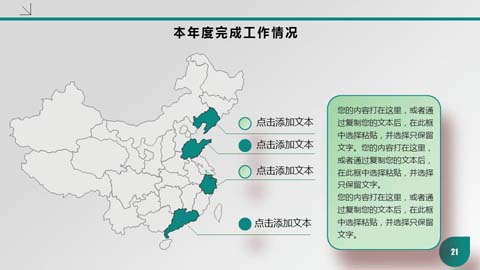 本年度完成工作情况
点击添加文本
点击添加文本
点击添加文本
点击添加文本
您的内容打在这里，或者通
过复制您的文本后，在此框
中选择粘贴，并选择只保留
文字。您的内容打在这里，
或者通过复制您的文本后，
在此框中选择粘贴，并选择
只保留文字。
您的内容打在这里，或者通
过复制您的文本后，在此框
中选择粘贴，并选择只保留
文字。
21